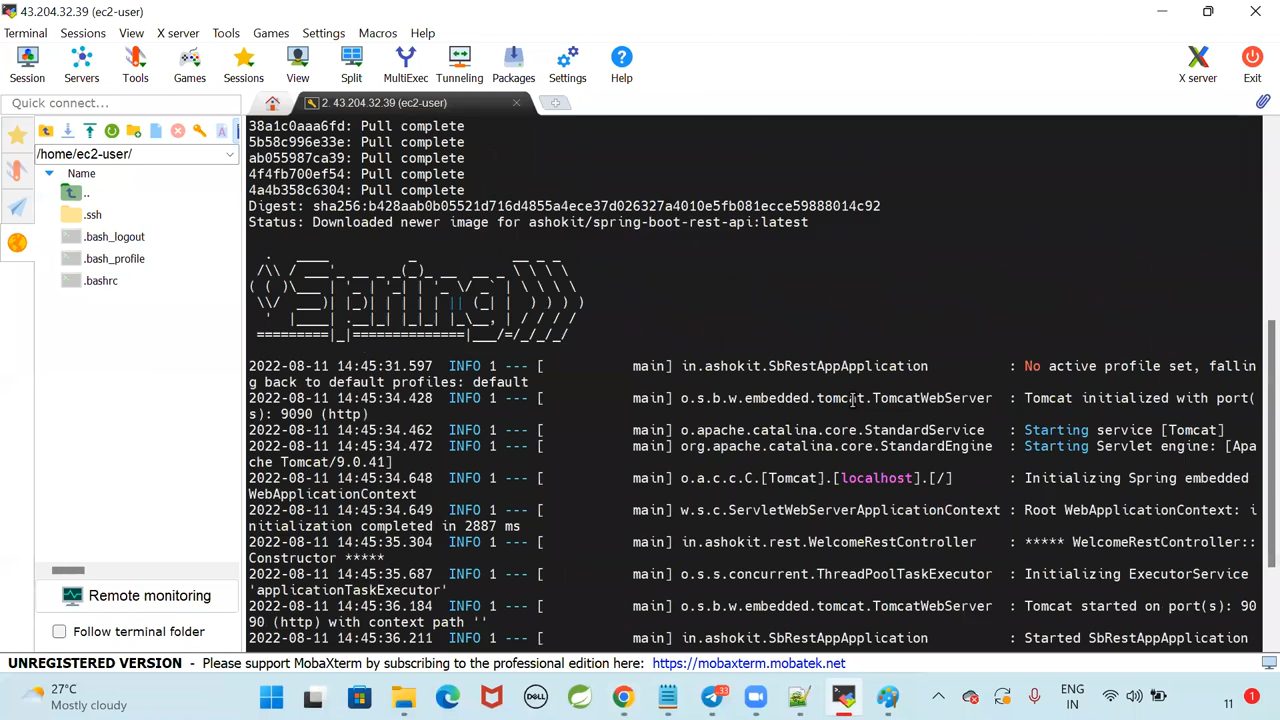 43.204.32.39 (ec2-user)
Terminal Sessions View X server Tools Games Settings Macros Help
Session Servers Tools Games Sessions View Split MultiExec Tunneling Packages Settings Help X server Exit
Quick connect...
2. 43.204.32.39 (ec2-user)
/home/ec2-user/
Name
..
.ssh
.bash_logout
.bash_profile
.bashrc
Remote monitoring
Follow terminal folder
38a1c0aaa6fd: Pull complete
5b58c996e33e: Pull complete
ab055987ca39: Pull complete
4f4fb700ef54: Pull complete
4a4b358c6304: Pull complete
Digest: sha256:b428aab0b05521d716d4855a4ece37d026327a4010e5fb081ecce59888014c92
Status: Downloaded newer image for ashokit/spring-boot-rest-api:latest
Spring
2022-08-11 14:45:31.597 INFO 1 --- [ main] in.ashokit.SbRestAppApplication : No active profile set, fallin
g back to default profiles: default
2022-08-11 14:45:34.428 INFO 1 --- [ main] o.s.b.w.embedded.tomcat.TomcatWebServer : Tomcat initialized with port(
s): 9090 (http)
2022-08-11 14:45:34.462 INFO 1 --- [ main] o.apache.catalina.core.StandardService : Starting service [Tomcat]
2022-08-11 14:45:34.472 INFO 1 --- [ main] org.apache.catalina.core.StandardEngine : Starting Servlet engine: [Apa
che Tomcat/9.0.41]
2022-08-11 14:45:34.648 INFO 1 --- [ main] o.a.c.c.C.[Tomcat].[localhost].[/] : Initializing Spring embedded
WebApplicationContext
2022-08-11 14:45:34.649 INFO 1 --- [ main] w.s.c.ServletWebServerApplicationContext : Root WebApplicationContext: i
nitialization completed in 2887 ms
2022-08-11 14:45:35.304 INFO 1 --- [ main] in.ashokit.rest.WelcomeRestController : ***** WelcomeRestController::
Constructor *****
2022-08-11 14:45:35.687 INFO 1 --- [ main] o.s.s.concurrent.ThreadPoolTaskExecutor : Initializing ExecutorService
'applicationTaskExecutor'
2022-08-11 14:45:36.184 INFO 1 --- [ main] o.s.b.w.embedded.tomcat.TomcatWebServer : Tomcat started on port(s): 90
90 (http) with context path ''
2022-08-11 14:45:36.211 INFO 1 --- [ main] in.ashokit.SbRestAppApplication : Started SbRestAppApplication
UNREGISTERED VERSION - Please support MobaXterm by subscribing to the professional edition here: https://mobaxterm.mobatek.net
27°C
Mostly cloudy
DELL
33
ENG
IN
11
1